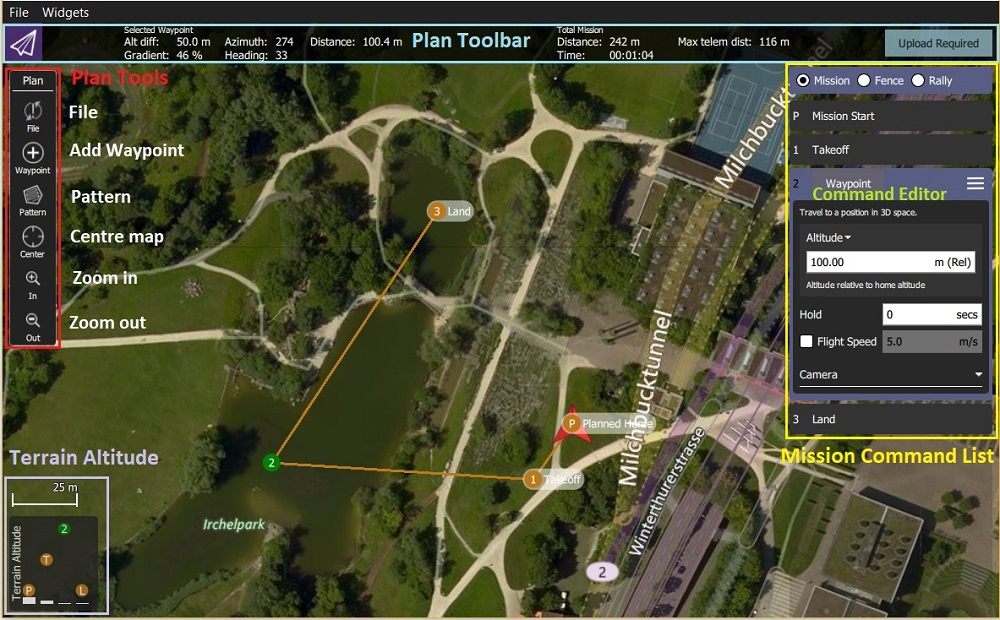 File Widgets
Selected Waypoint
Alt diff: 50.0 m Azimuth: 274 Distance: 100.4 m
Gradient: 46 % Heading: 33
Plan Toolbar
Total Mission
Distance: 242 m Max telem dist: 116 m
Time: 00:01:04
Upload Required
Plan
Plan Tools
File
File
Waypoint
Add Waypoint
Pattern
Pattern
Center
Centre map
In
Zoom in
Out
Zoom out
Milchbucktunnel
3 Land
2
P Planned Home
1 Takeoff
Milchbucktunnel
Winterthurerstrasse
2
Irchelpark
Mission Fence Rally
P Mission Start
1 Takeoff
2 Waypoint
Command Editor
Travel to a position in 3D space.
Altitude
100.00 m (Rel)
Altitude relative to home altitude
Hold 0 secs
Flight Speed 5.0 m/s
Camera
3 Land
Mission Command List
Terrain Altitude
25 m
Terrain Altitude
2
T
P L